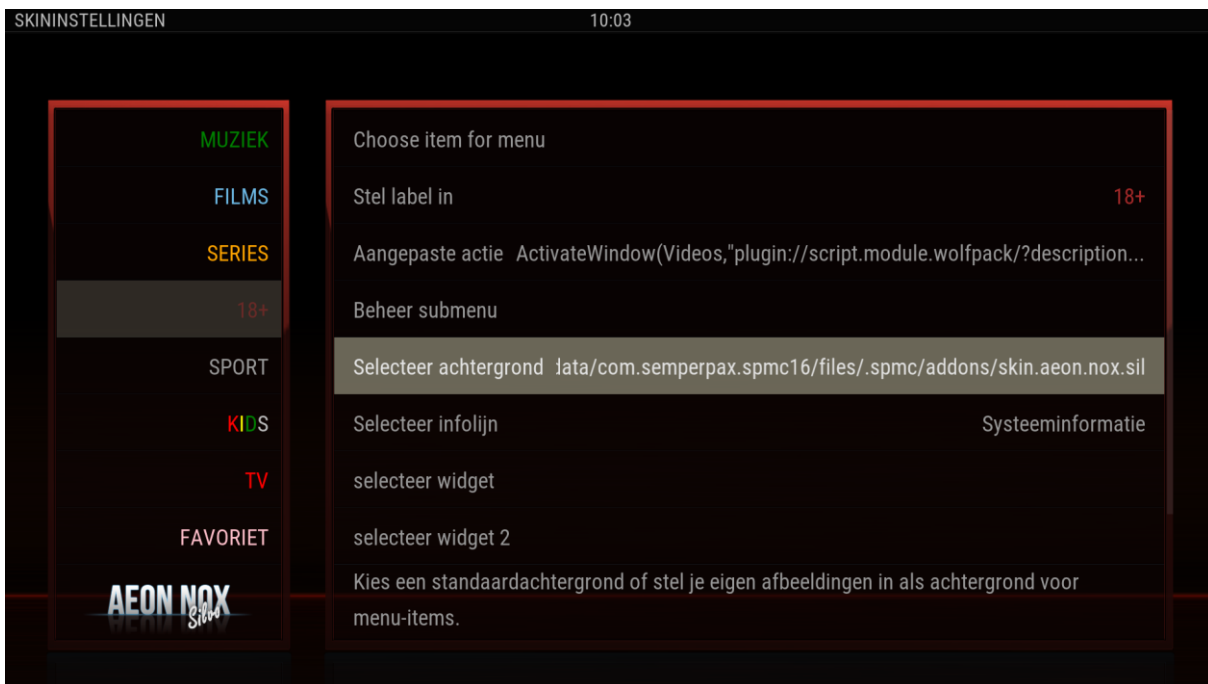 SKININSTELLINGEN 10:03
MUZIEK
FILMS
SERIES
18+
SPORT
KIDS
TV
FAVORIET
AEON NOX
Silvo
Choose item for menu
Stel label in 18+
Aangepaste actie ActivateWindow(Videos,"plugin://script.module.wolfpack/?description...
Beheer submenu
Selecteer achtergrond data/com.semperpax.spmc16/files/.spmc/addons/skin.aeon.nox.sil
Selecteer infolijn Systeeminformatie
selecteer widget
selecteer widget 2
Kies een standaardachtergrond of stel je eigen afbeeldingen in als achtergrond voor
menu-items.